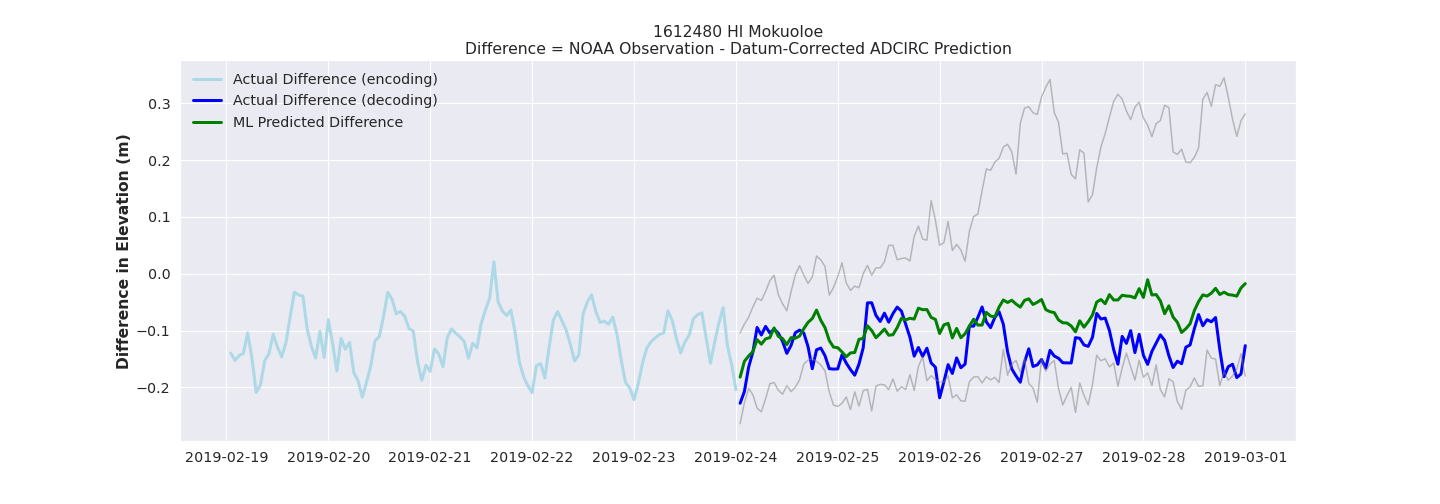 1612480 HI Mokuoloe
Difference = NOAA Observation - Datum-Corrected ADCIRC Prediction
Actual Difference (encoding)
Actual Difference (decoding)
ML Predicted Difference
Difference in Elevation (m)
0.3
0.2
0.1
0.0
−0.1
−0.2
2019-02-19 2019-02-20 2019-02-21 2019-02-22 2019-02-23 2019-02-24 2019-02-25 2019-02-26 2019-02-27 2019-02-28 2019-03-01